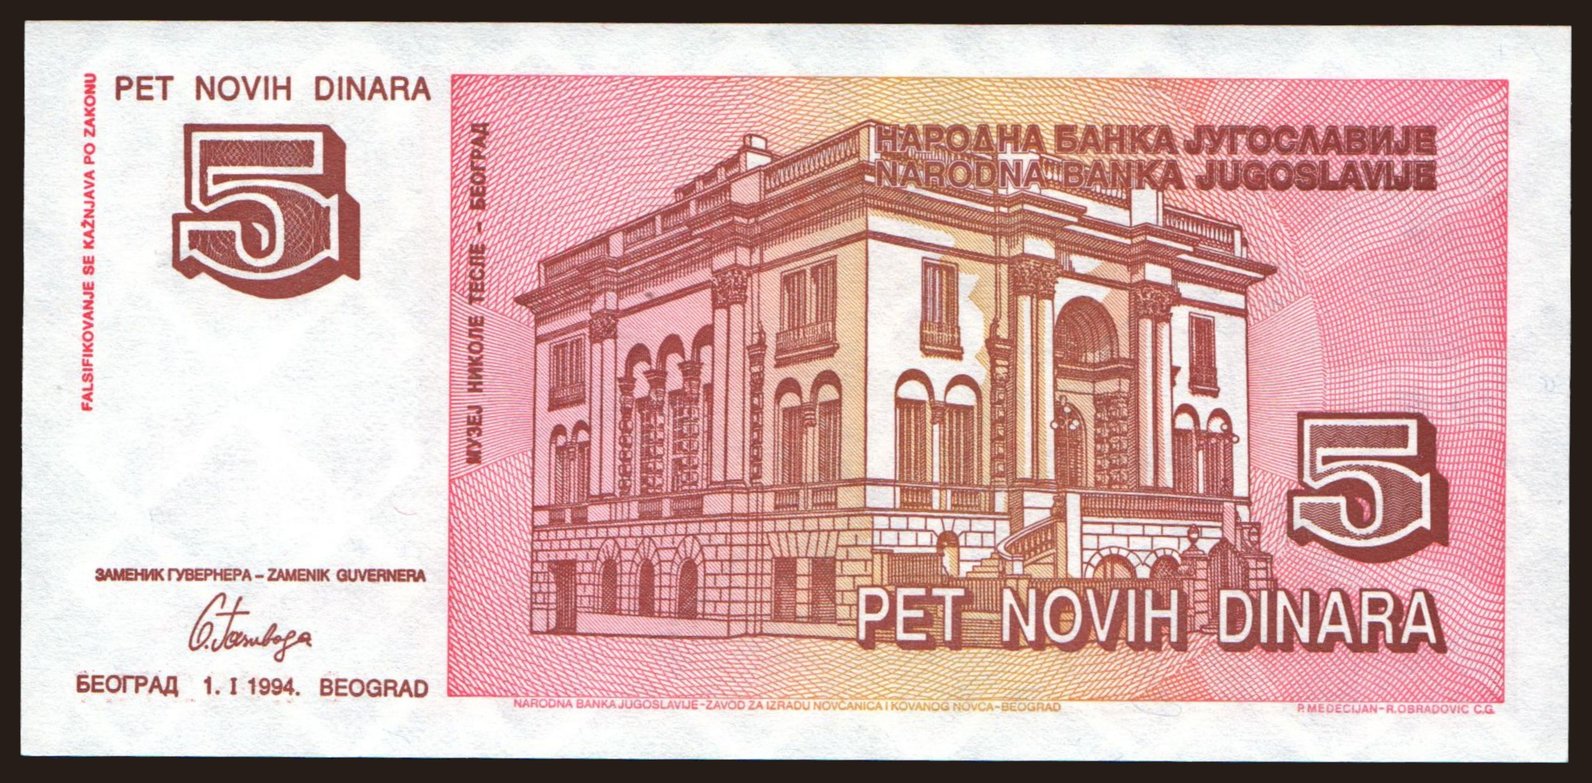 PET NOVIH DINARA
5
FALSIFIKOVANJE SE KAŽNJAVA PO ZAKONU
ЗАМЕНИК ГУВЕРНЕРА – ZAMENIK GUVERNERA
БЕОГРАД 1. I 1994. BEOGRAD
МУЗЕЈ НИКОЛЕ ТЕСЛЕ – БЕОГРАД
НАРОДНА БАНКА ЈУГОСЛАВИЈЕ
NARODNA BANKA JUGOSLAVIJE
5
PET NOVIH DINARA
NARODNA BANKA JUGOSLAVIJE – ZAVOD ZA IZRADU NOVČANICA I KOVANOG NOVCA – BEOGRAD
P. MEDECIJAN – R. OBRADOVIĆ C.G.